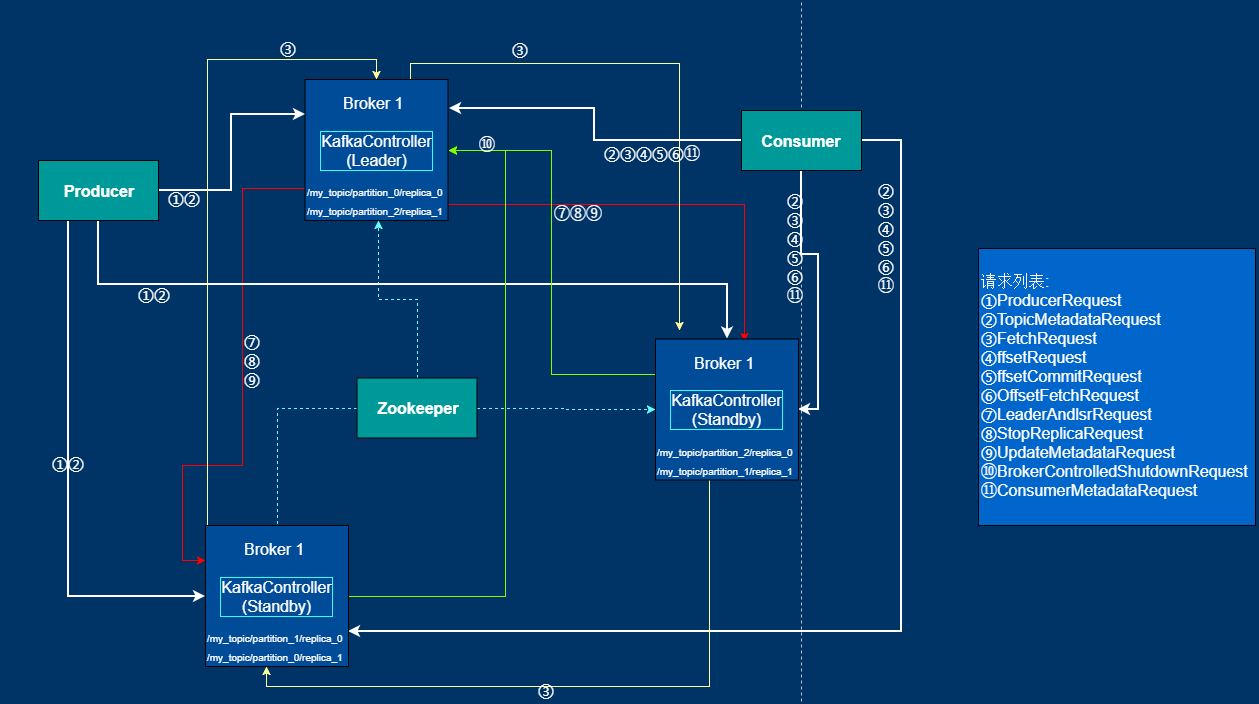 ③
③
Broker 1
KafkaController
(Leader)
/my_topic/partition_0/replica_0
/my_topic/partition_2/replica_1
⑩
Consumer
②③④⑤⑥⑪
Producer
①②
②
③
④
⑤
⑥
⑪
②
③
④
⑤
⑥
⑪
⑦⑧⑨
①②
请求列表:
①ProducerRequest
②TopicMetadataRequest
③FetchRequest
④ffsetRequest
⑤ffsetCommitRequest
⑥OffsetFetchRequest
⑦LeaderAndIsrRequest
⑧StopReplicaRequest
⑨UpdateMetadataRequest
⑩BrokerControlledShutdownRequest
⑪ConsumerMetadataRequest
⑦
⑧
⑨
Broker 1
KafkaController
(Standby)
/my_topic/partition_2/replica_0
/my_topic/partition_1/replica_1
Zookeeper
①②
Broker 1
KafkaController
(Standby)
/my_topic/partition_1/replica_0
/my_topic/partition_0/replica_1
③